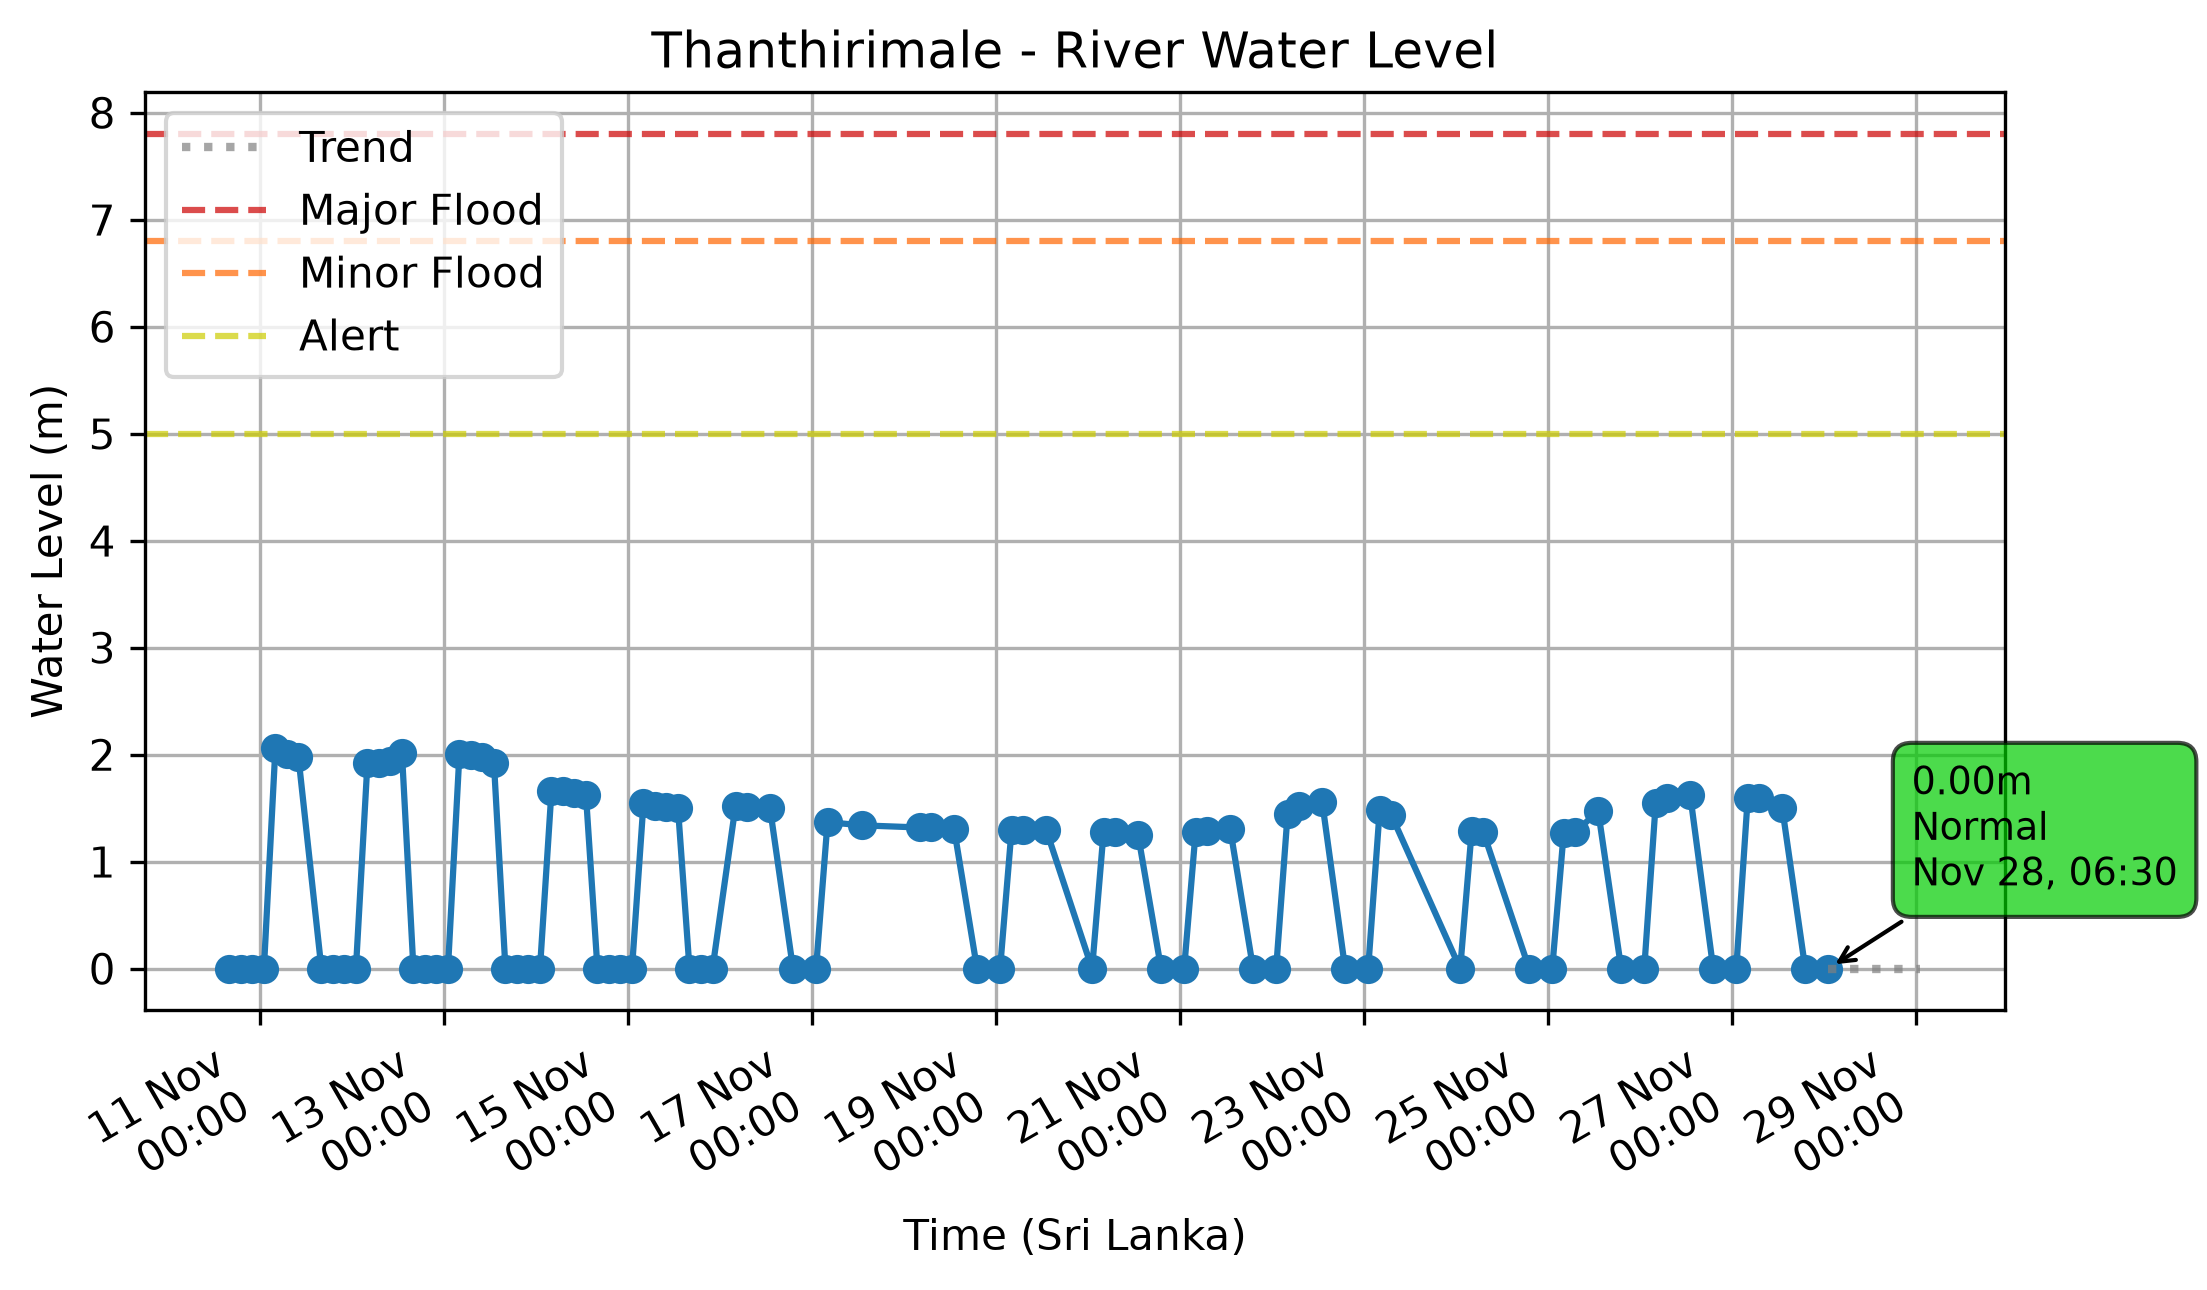 Thanthirimale - River Water Level
Trend
Major Flood
Minor Flood
Alert
8
7
6
5
4
3
2
1
0
Water Level (m)
0.00m
Normal
Nov 28, 06:30
11 Nov
00:00
13 Nov
00:00
15 Nov
00:00
17 Nov
00:00
19 Nov
00:00
21 Nov
00:00
23 Nov
00:00
25 Nov
00:00
27 Nov
00:00
29 Nov
00:00
Time (Sri Lanka)